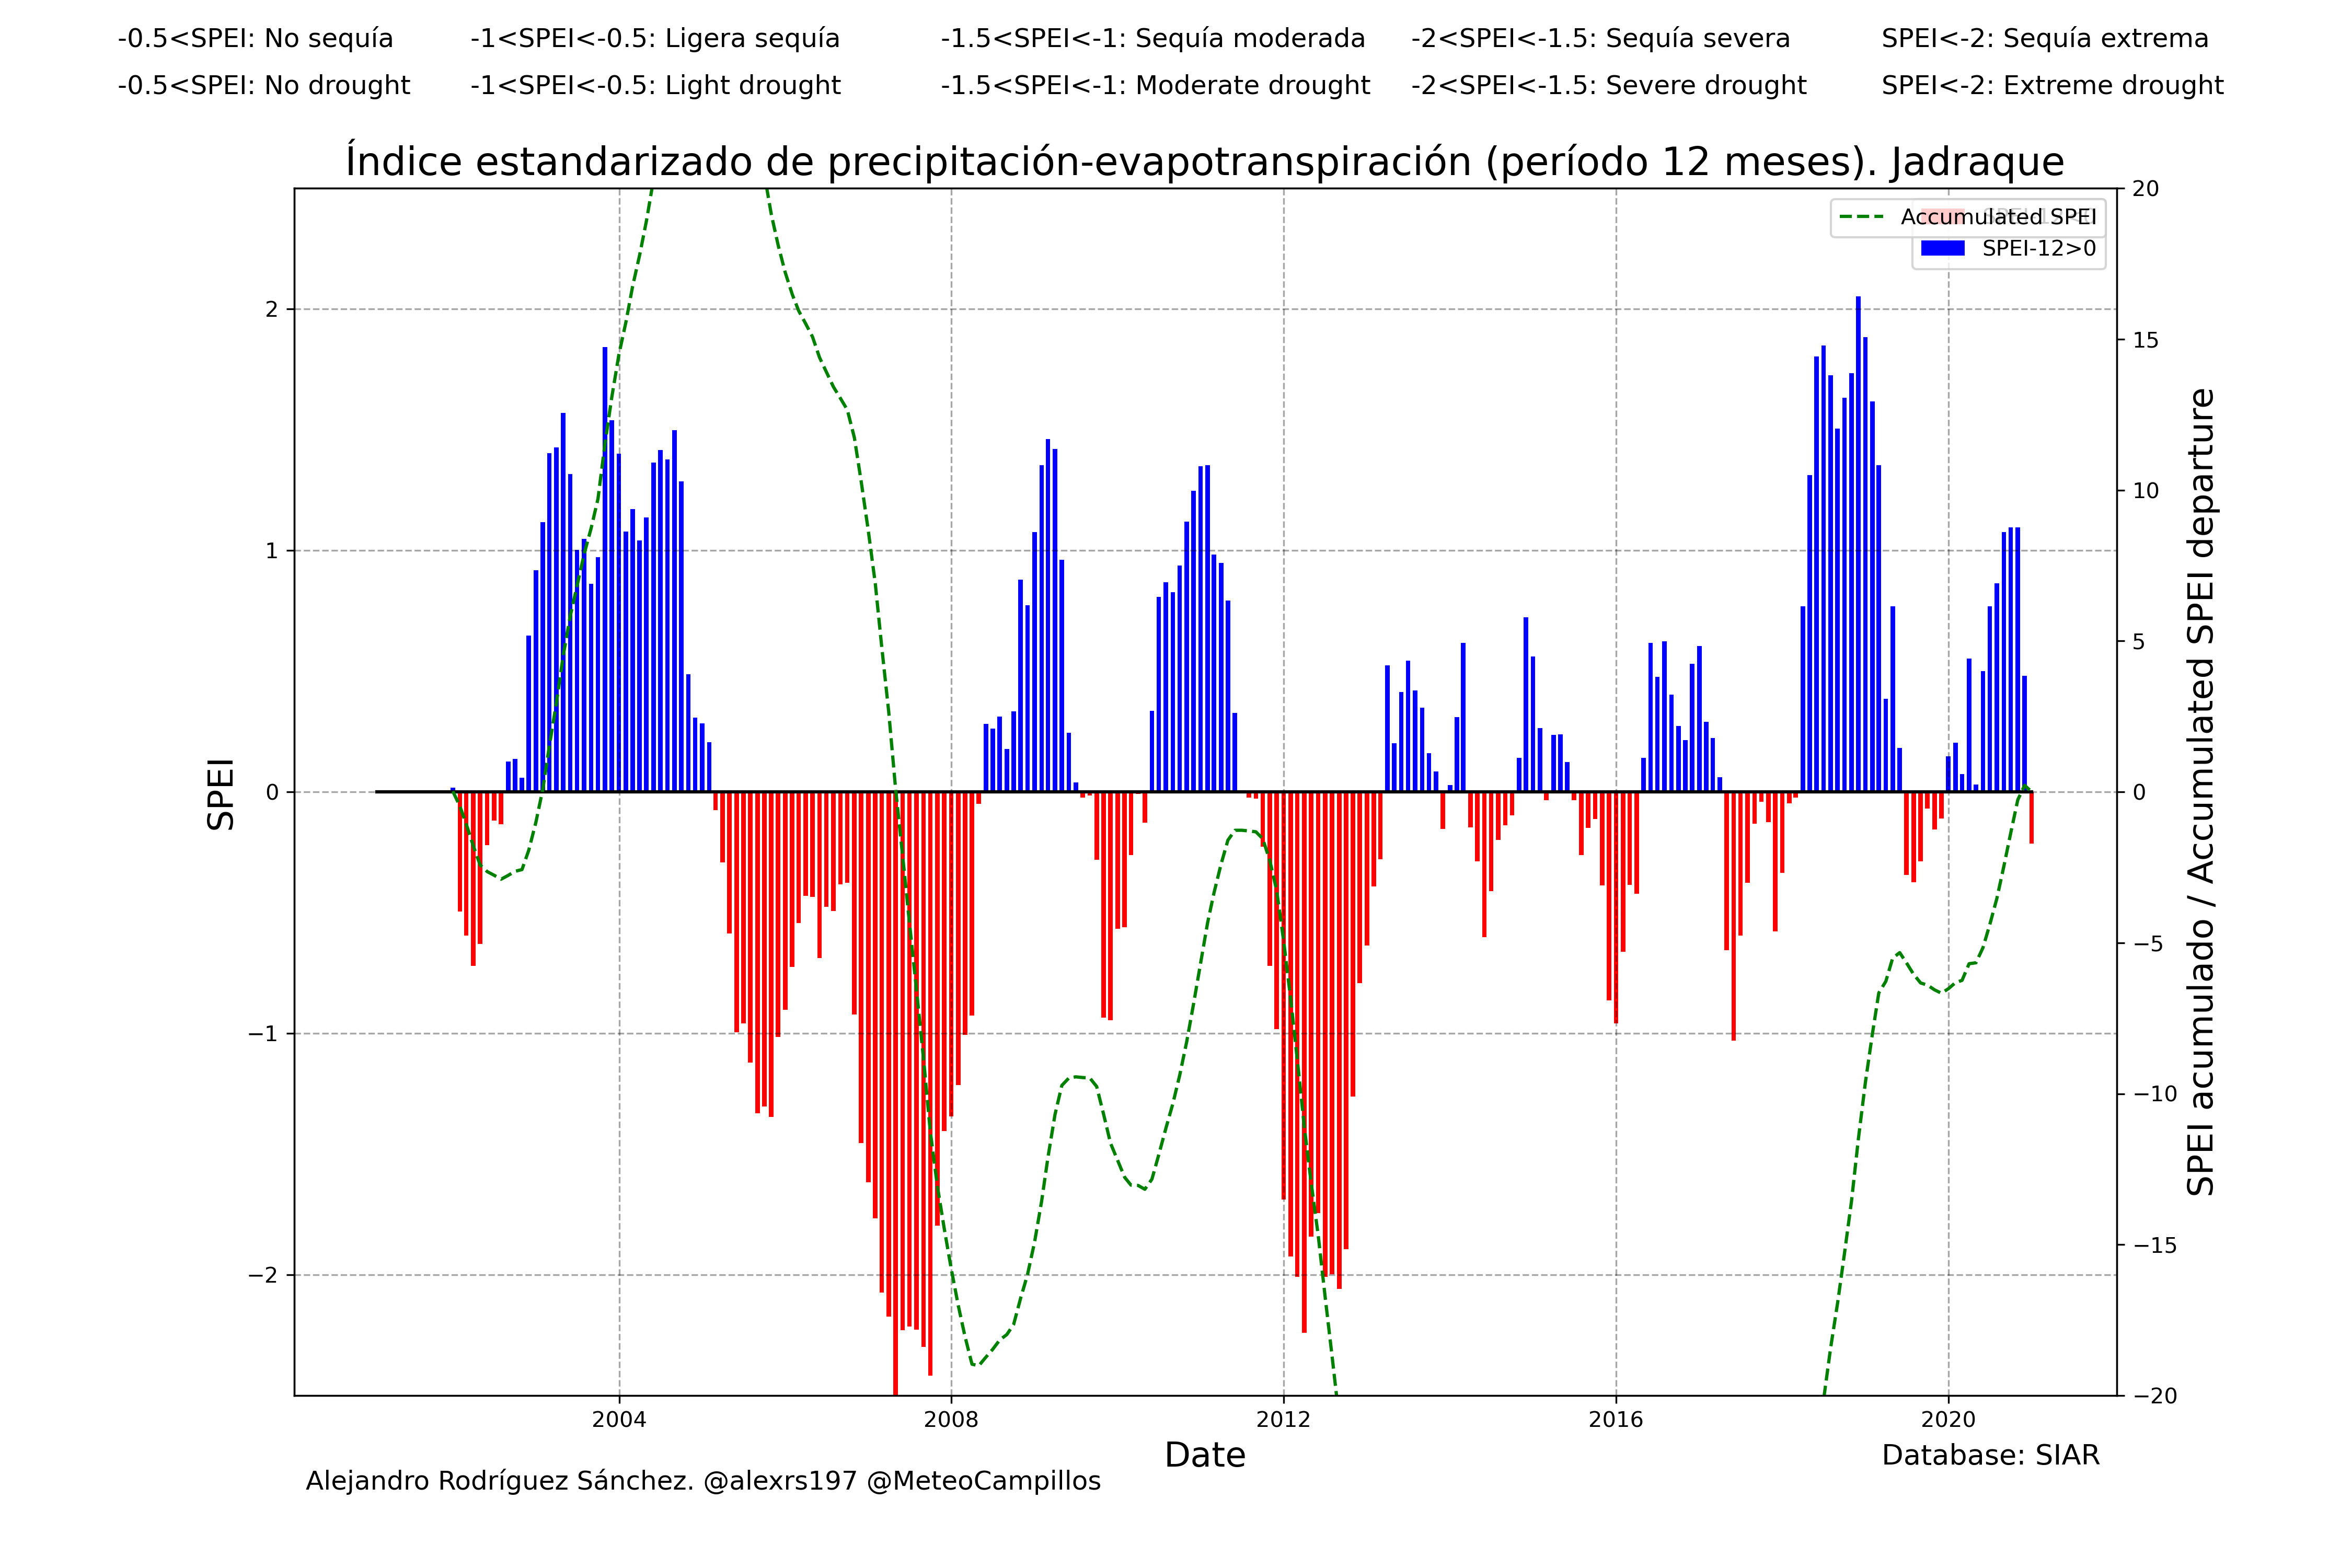 -0.5<SPEI: No sequía -1<SPEI<-0.5: Ligera sequía -1.5<SPEI<-1: Sequía moderada -2<SPEI<-1.5: Sequía severa SPEI<-2: Sequía extrema
-0.5<SPEI: No drought -1<SPEI<-0.5: Light drought -1.5<SPEI<-1: Moderate drought -2<SPEI<-1.5: Severe drought SPEI<-2: Extreme drought
Índice estandarizado de precipitación-evapotranspiración (período 12 meses). Jadraque
Accumulated SPEI
SPEI-12>0
SPEI
2
1
0
−1
−2
20
15
10
5
0
−5
−10
−15
−20
SPEI acumulado / Accumulated SPEI departure
2004 2008 2012 2016 2020
Date
Database: SIAR
Alejandro Rodríguez Sánchez. @alexrs197 @MeteoCampillos